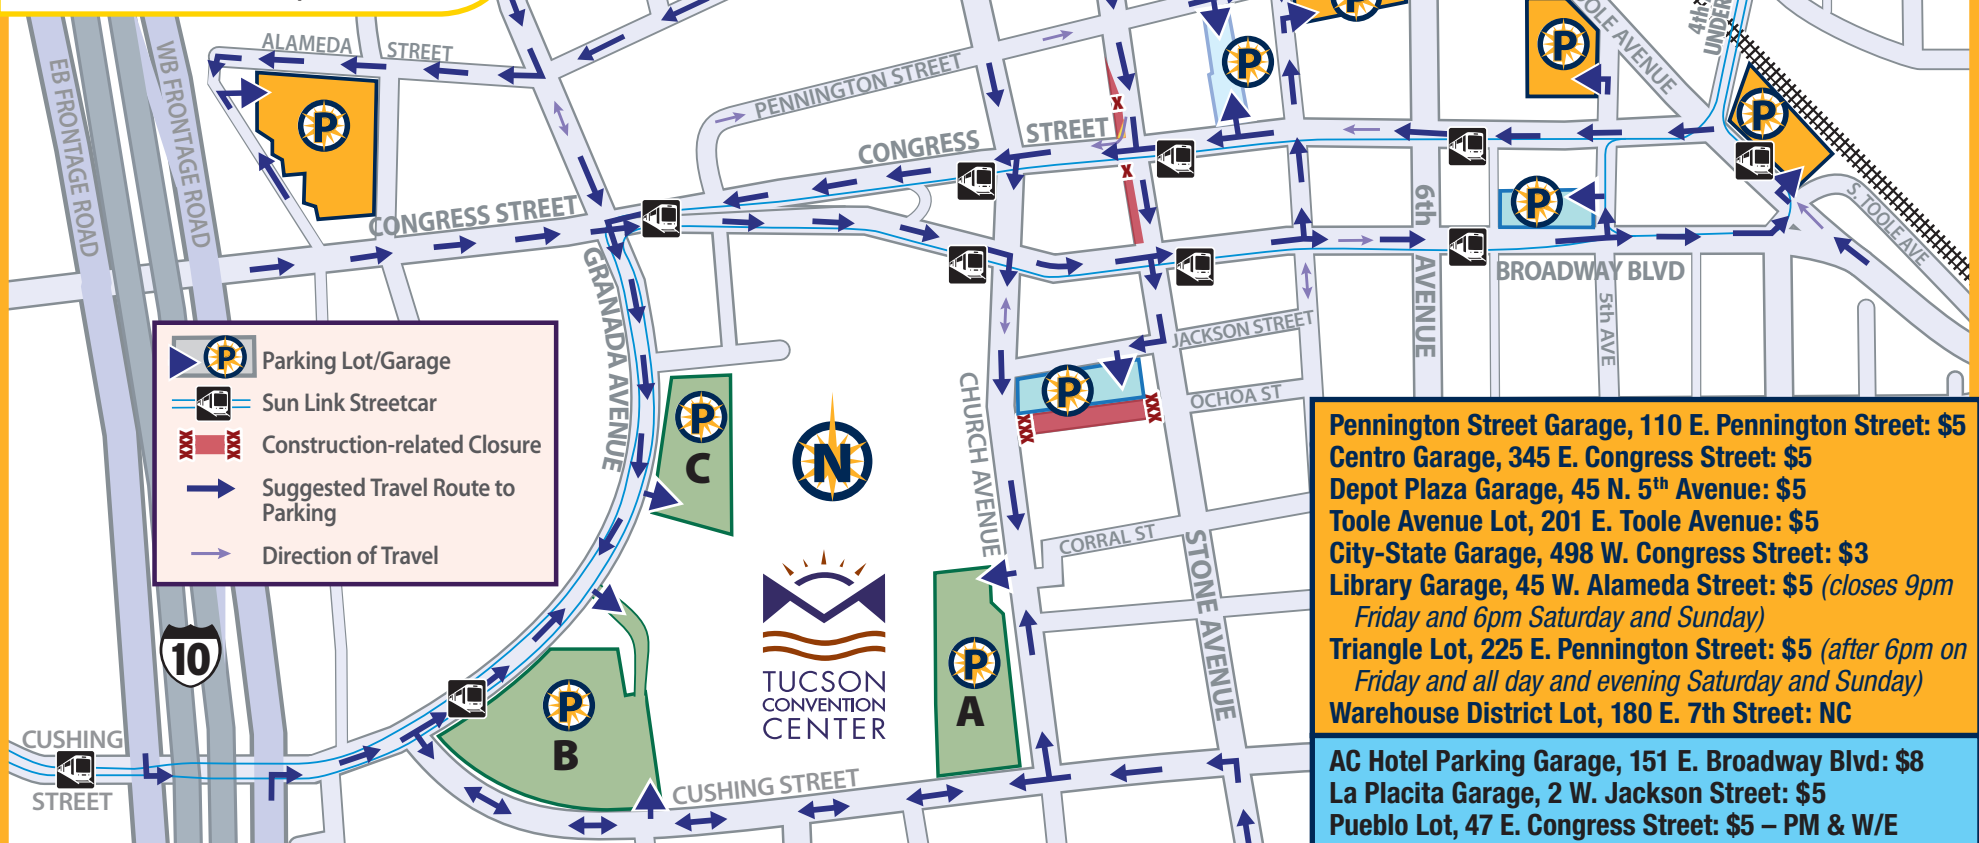 ALAMEDA STREET
EB FRONTAGE ROAD
WB FRONTAGE ROAD
P
PENNINGTON STREET
CONGRESS STREET
CONGRESS STREET
P
P
P
P
P
X
X
4th
UNDER
OLE AVENUE
S. TOOLE AVE
6th AVENUE
BROADWAY BLVD
5th AVE
GRANADA AVENUE
JACKSON STREET
OCHOA ST
P
XXX
XXX
CHURCH AVENUE
CORRAL ST
STONE AVENUE
P
Parking Lot/Garage
Sun Link Streetcar
XXX XXX
Construction-related Closure
Suggested Travel Route to
Parking
Direction of Travel
P
C
N
10
P
B
P
A
TUCSON
CONVENTION
CENTER
CUSHING
STREET
CUSHING STREET
Pennington Street Garage, 110 E. Pennington Street: $5
Centro Garage, 345 E. Congress Street: $5
Depot Plaza Garage, 45 N. 5th Avenue: $5
Toole Avenue Lot, 201 E. Toole Avenue: $5
City-State Garage, 498 W. Congress Street: $3
Library Garage, 45 W. Alameda Street: $5 (closes 9pm
Friday and 6pm Saturday and Sunday)
Triangle Lot, 225 E. Pennington Street: $5 (after 6pm on
Friday and all day and evening Saturday and Sunday)
Warehouse District Lot, 180 E. 7th Street: NC
AC Hotel Parking Garage, 151 E. Broadway Blvd: $8
La Placita Garage, 2 W. Jackson Street: $5
Pueblo Lot, 47 E. Congress Street: $5 – PM & W/E